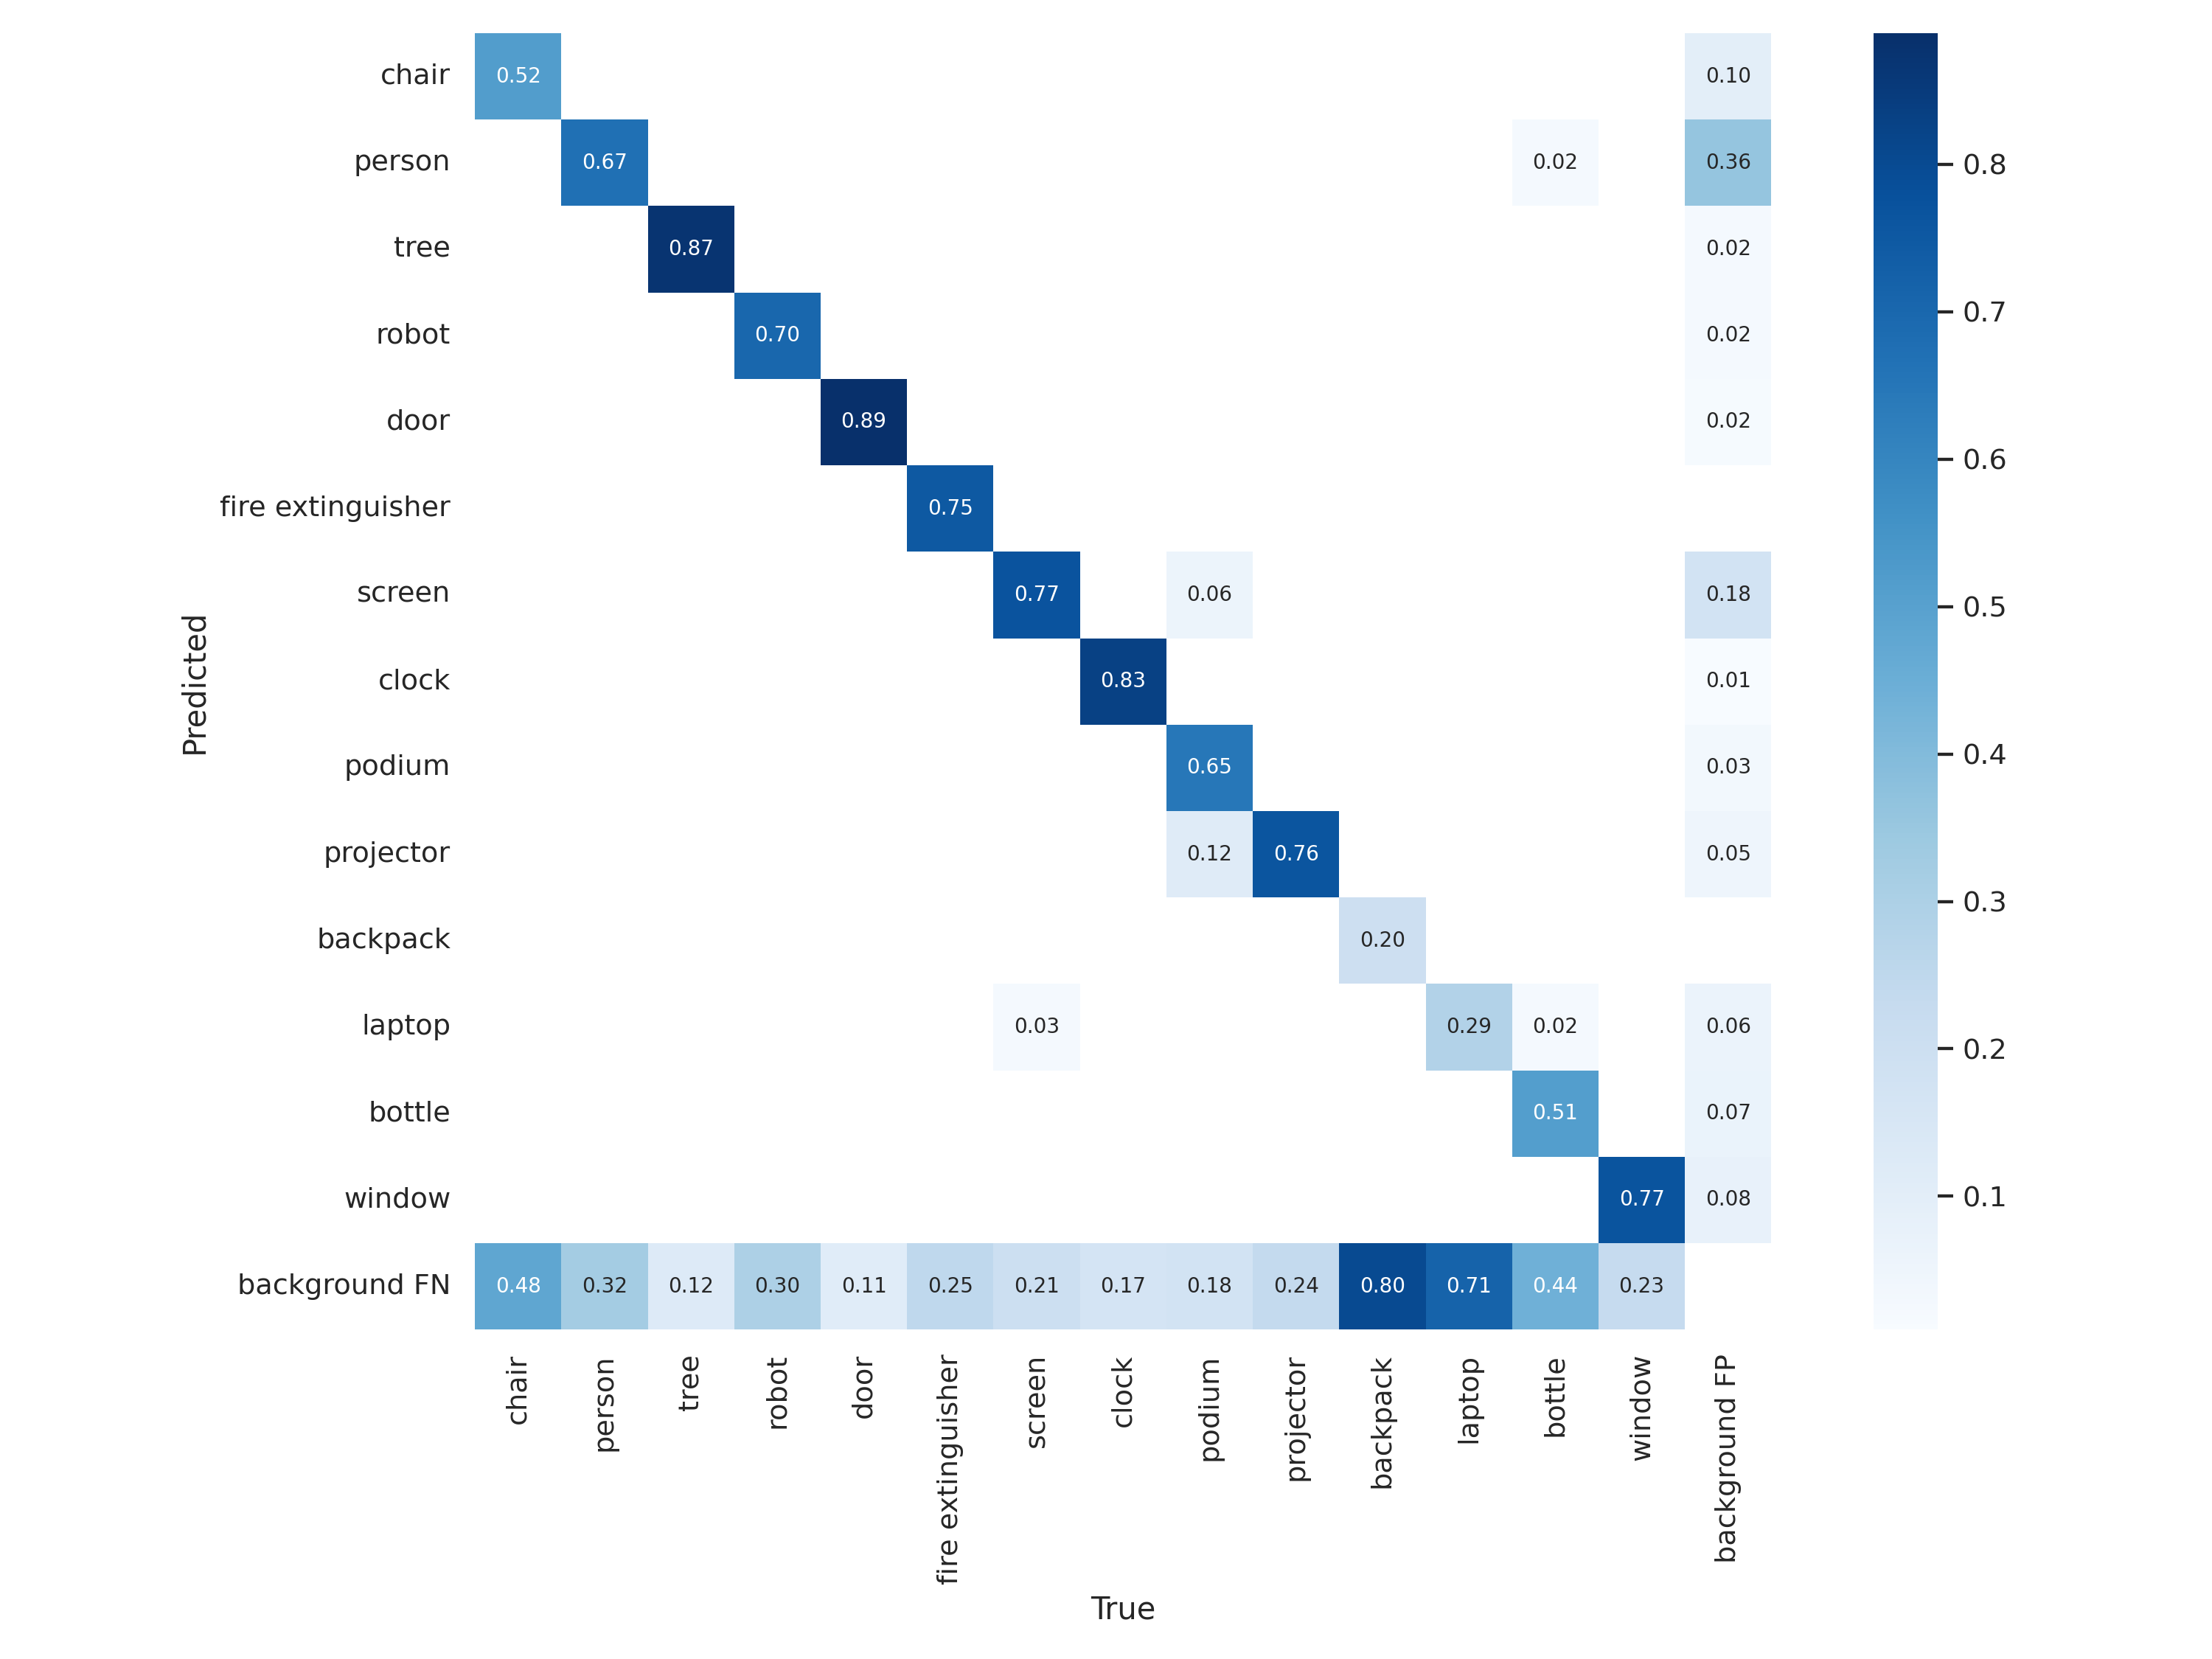 chair 0.52 0.10
person 0.67 0.02 0.36
tree 0.87 0.02
robot 0.70 0.02
door 0.89 0.02
fire extinguisher 0.75
screen 0.77 0.06 0.18
clock 0.83 0.01
podium 0.65 0.03
projector 0.12 0.76 0.05
backpack 0.20
laptop 0.03 0.29 0.02 0.06
bottle 0.51 0.07
window 0.77 0.08
background FN 0.48 0.32 0.12 0.30 0.11 0.25 0.21 0.17 0.18 0.24 0.80 0.71 0.44 0.23
Predicted
chair
person
tree
robot
door
fire extinguisher
screen
clock
podium
projector
backpack
laptop
bottle
window
background FP
True
0.8
0.7
0.6
0.5
0.4
0.3
0.2
0.1